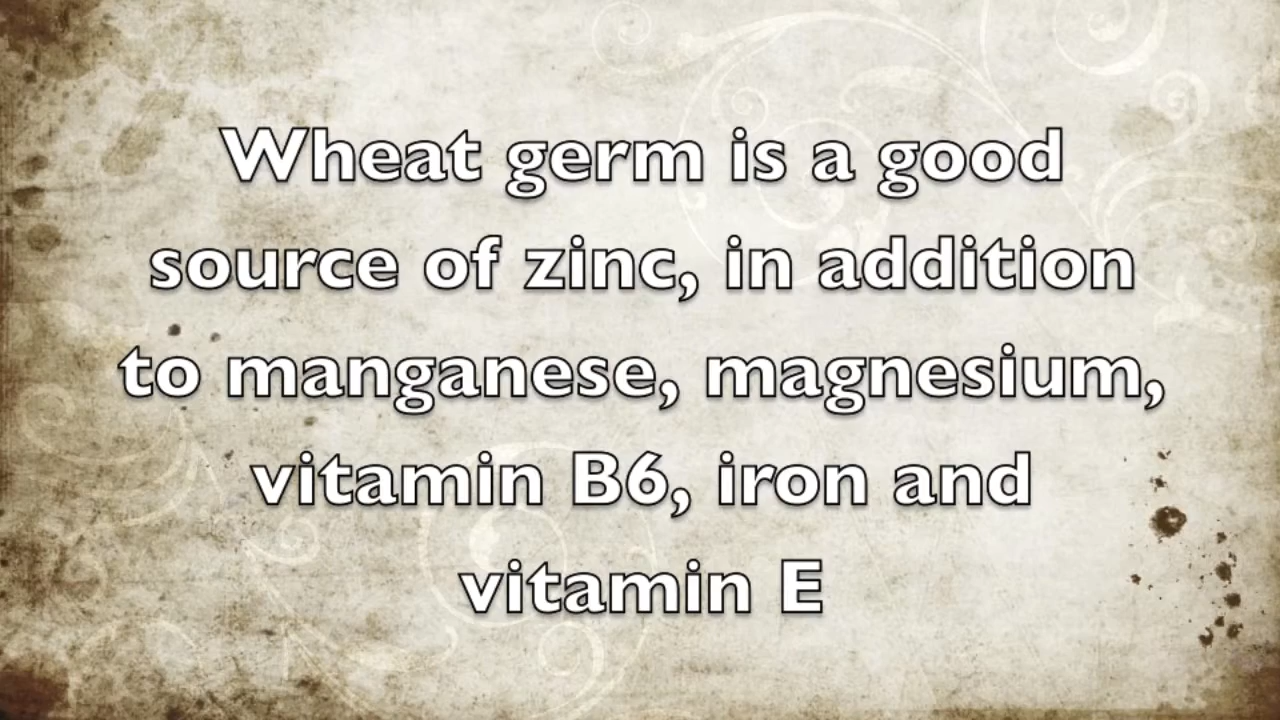 Wheat germ is a good
source of zinc, in addition
to manganese, magnesium,
vitamin B6, iron and
vitamin E